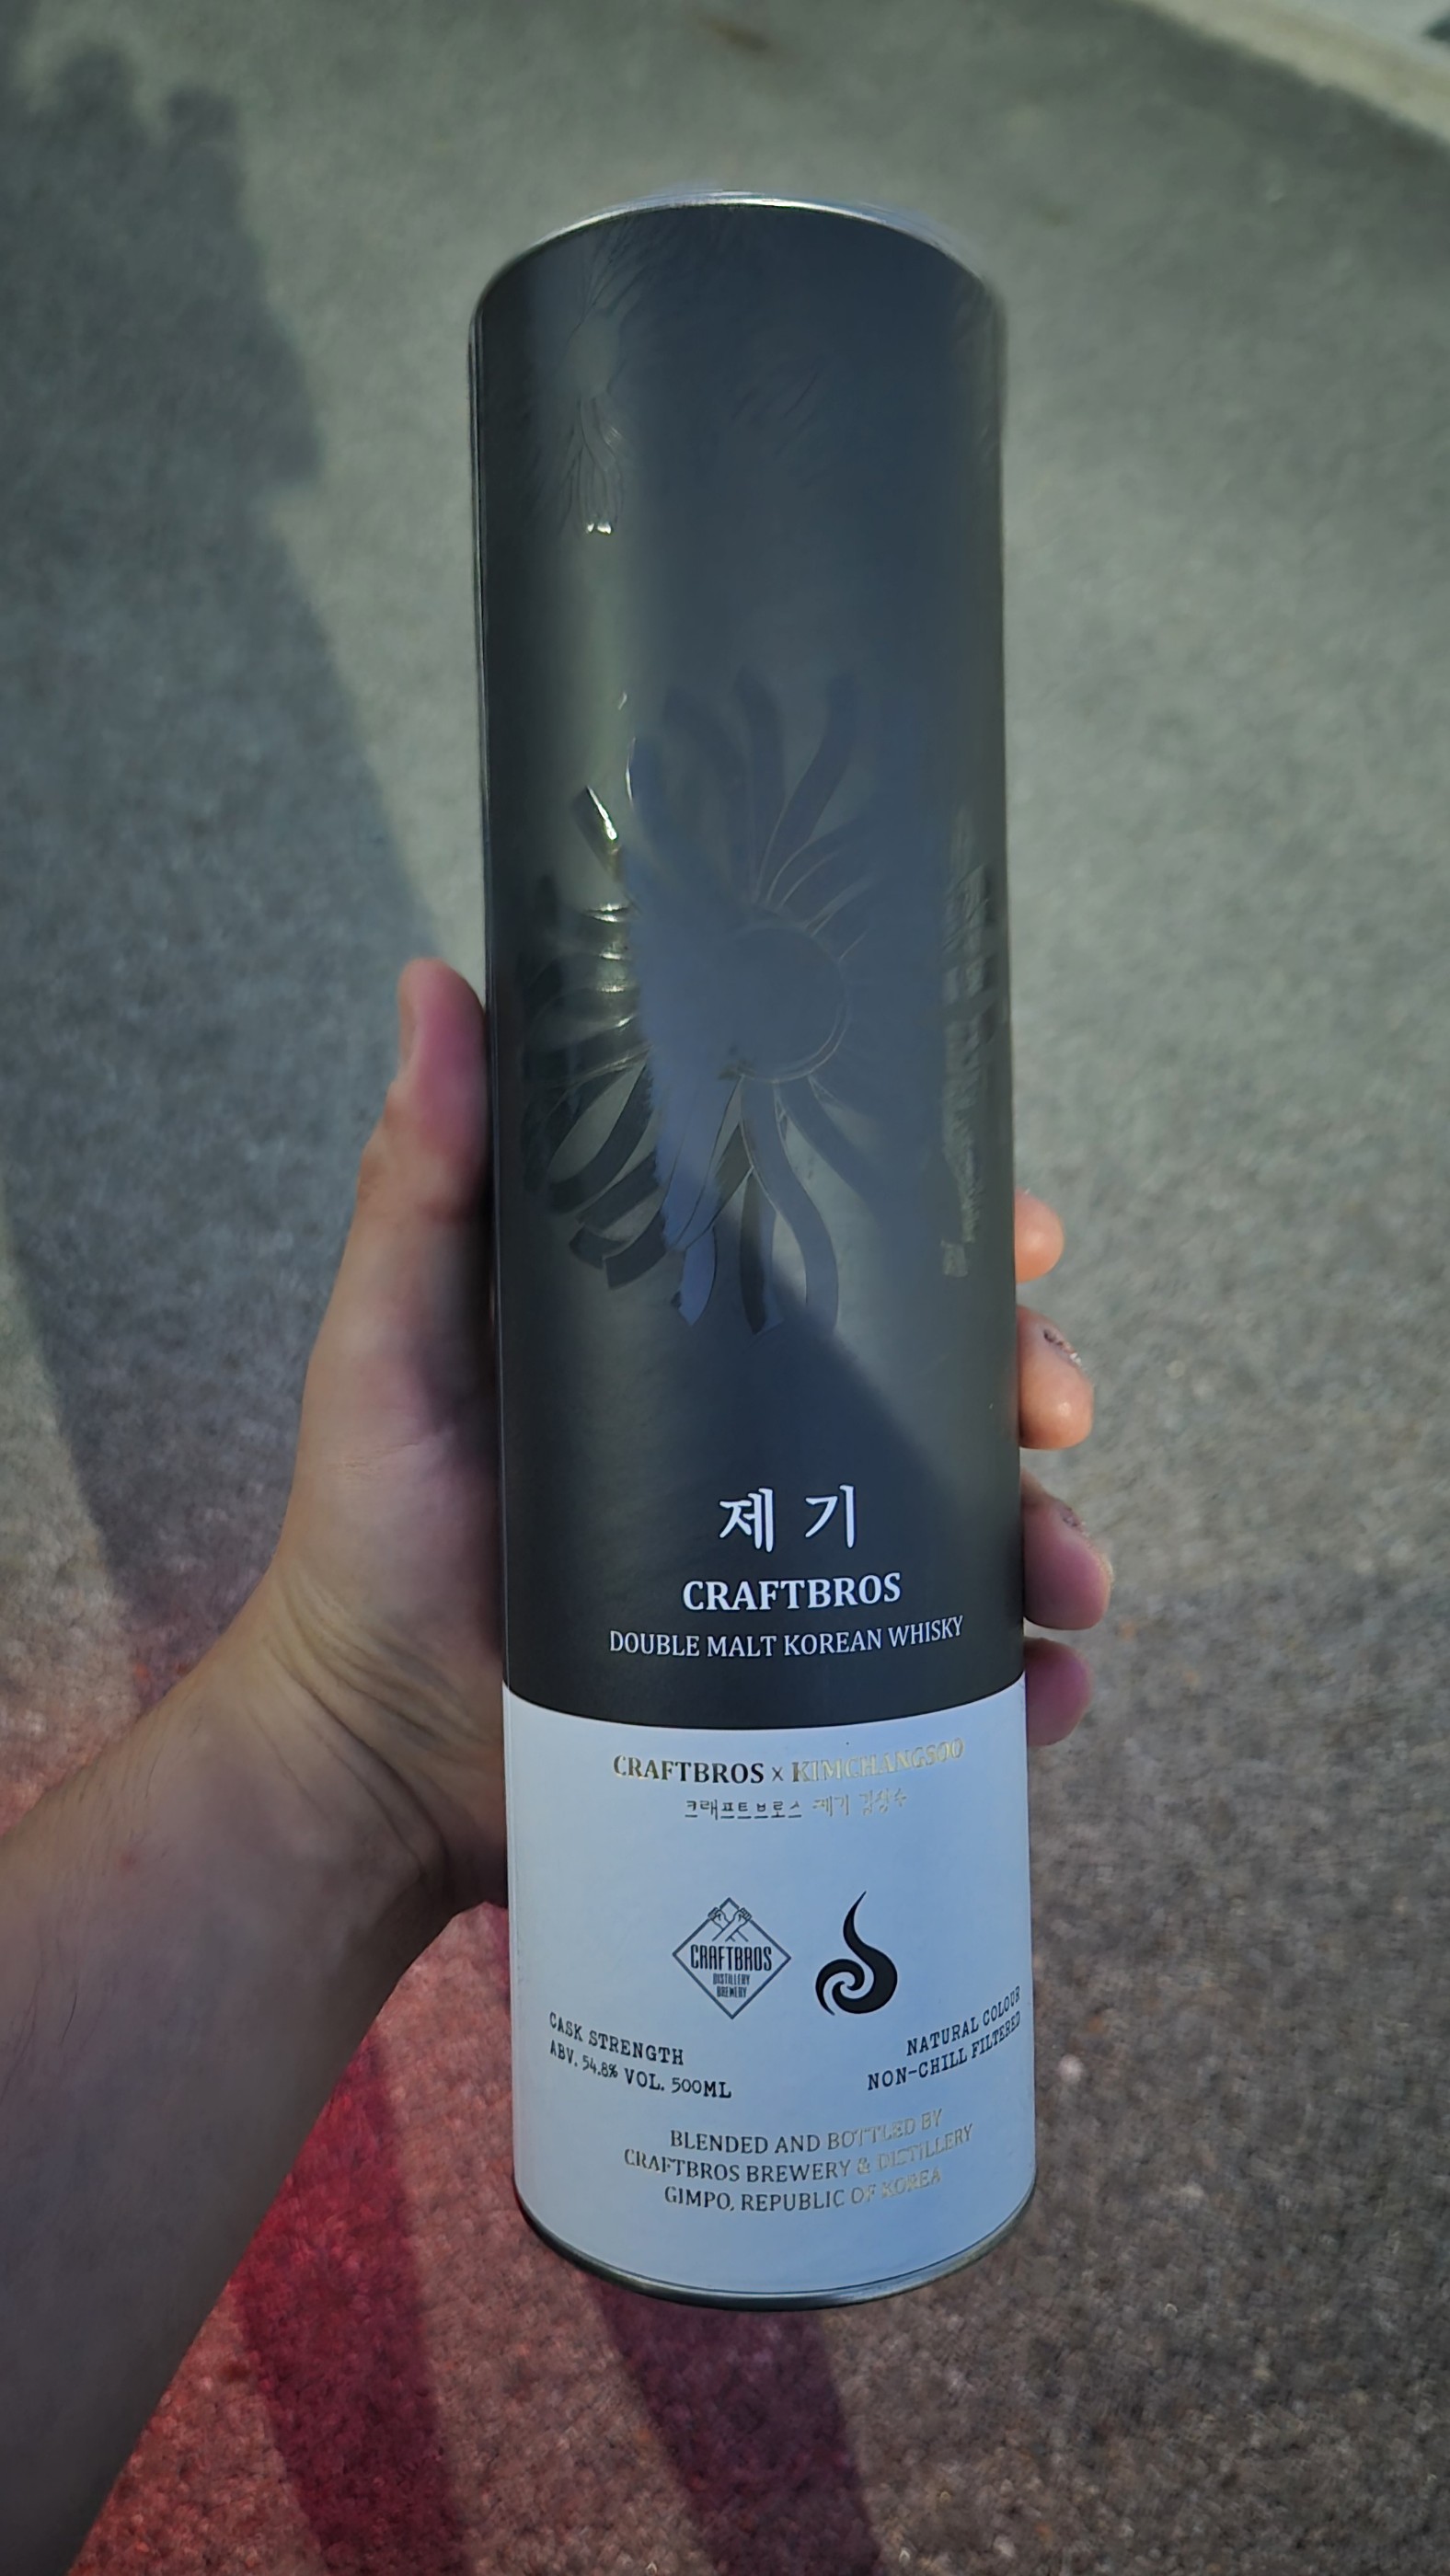 제 기
CRAFTBROS
DOUBLE MALT KOREAN WHISKY
CRAFTBROS x KIMCHANGSOO
크래프트브로스 제기 김창수
CRAFTBROS
DISTILLERY
BREWERY
CASK STRENGTH
ABV. 54.8% VOL. 500ML
NATURAL COLOUR
NON-CHILL FILTERED
BLENDED AND BOTTLED BY
CRAFTBROS BREWERY & DISTILLERY
GIMPO, REPUBLIC OF KOREA